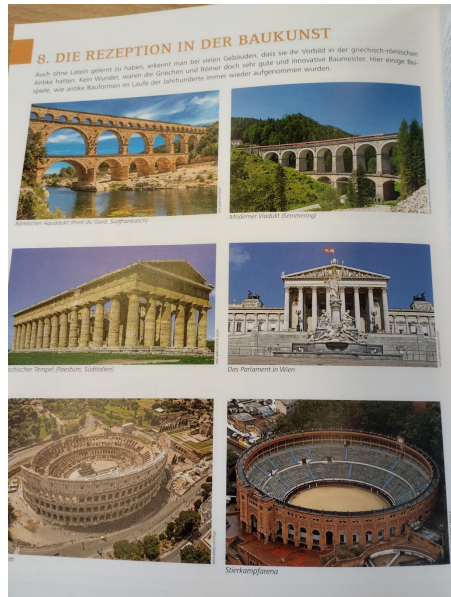 8. DIE REZEPTION IN DER BAUKUNST
Auch ohne Latein gelernt zu haben, erkennt man bei vielen Gebäuden, dass sie ihr Vorbild in der griechisch-römischen
Antike hatten. Kein Wunder, waren die Griechen und Römer doch sehr gute und innovative Baumeister. Hier einige Bei-
spiele, wie antike Bauformen im Laufe der Jahrhunderte immer wieder aufgenommen wurden.
Römischer Aquädukt (Pont du Gard, Südfrankreich)
Moderner Viadukt (Semmering)
echischer Tempel (Paestum, Süditalien)
Das Parlament in Wien
m
Stierkampfarena